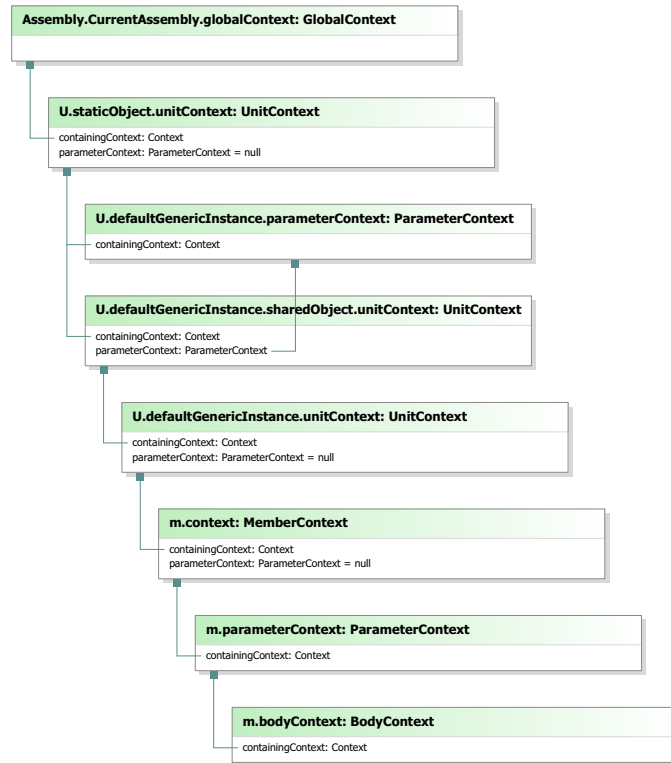 Assembly.CurrentAssembly.globalContext: GlobalContext
U.staticObject.unitContext: UnitContext
containingContext: Context
parameterContext: ParameterContext = null
U.defaultGenericInstance.parameterContext: ParameterContext
containingContext: Context
U.defaultGenericInstance.sharedObject.unitContext: UnitContext
containingContext: Context
parameterContext: ParameterContext
U.defaultGenericInstance.unitContext: UnitContext
containingContext: Context
parameterContext: ParameterContext = null
m.context: MemberContext
containingContext: Context
parameterContext: ParameterContext = null
m.parameterContext: ParameterContext
containingContext: Context
m.bodyContext: BodyContext
containingContext: Context